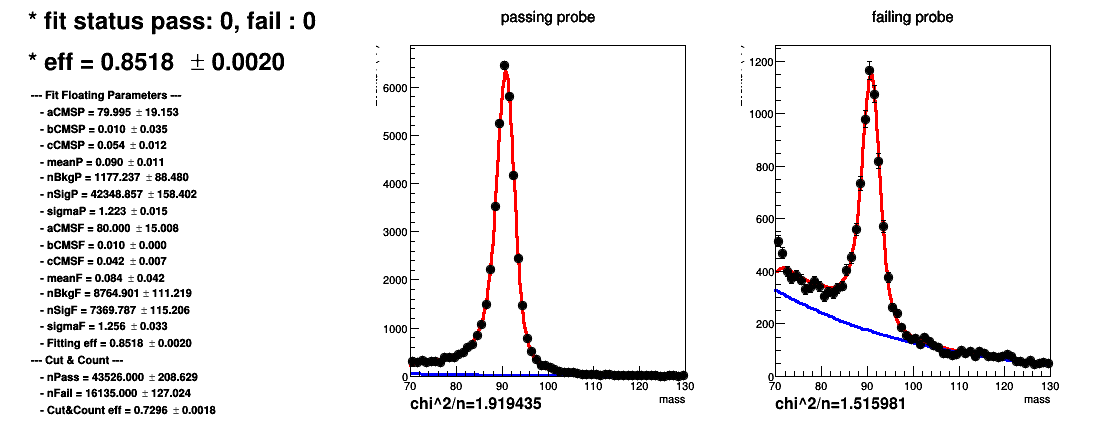 * fit status pass: 0, fail : 0
* eff = 0.8518 ± 0.0020
--- Fit Floating Parameters ---
- aCMSP = 79.995 ± 19.153
- bCMSP = 0.010 ± 0.035
- cCMSP = 0.054 ± 0.012
- meanP = 0.090 ± 0.011
- nBkgP = 1177.237 ± 88.480
- nSigP = 42348.857 ± 158.402
- sigmaP = 1.223 ± 0.015
- aCMSF = 80.000 ± 15.008
- bCMSF = 0.010 ± 0.000
- cCMSF = 0.042 ± 0.007
- meanF = 0.084 ± 0.042
- nBkgF = 8764.901 ± 111.219
- nSigF = 7369.787 ± 115.206
- sigmaF = 1.256 ± 0.033
- Fitting eff = 0.8518 ± 0.0020
--- Cut & Count ---
- nPass = 43526.000 ± 208.629
- nFail = 16135.000 ± 127.024
- Cut&Count eff = 0.7296 ± 0.0018
passing probe
6000
5000
4000
3000
2000
1000
0
70 80 90 100 110 120 130
mass
chi^2/n=1.919435
failing probe
1200
1000
800
600
400
200
0
70 80 90 100 110 120 130
mass
chi^2/n=1.515981